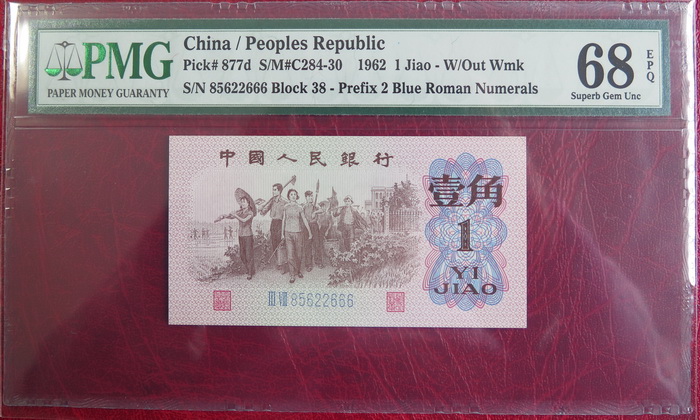 PMG
PAPER MONEY GUARANTY
China / Peoples Republic
Pick# 877d S/M#C284-30 1962 1 Jiao - W/Out Wmk
S/N 85622666 Block 38 - Prefix 2 Blue Roman Numerals
68 EPQ
Superb Gem Unc
中國人民銀行
壹角
1
YI
JIAO
III VIII 85622666